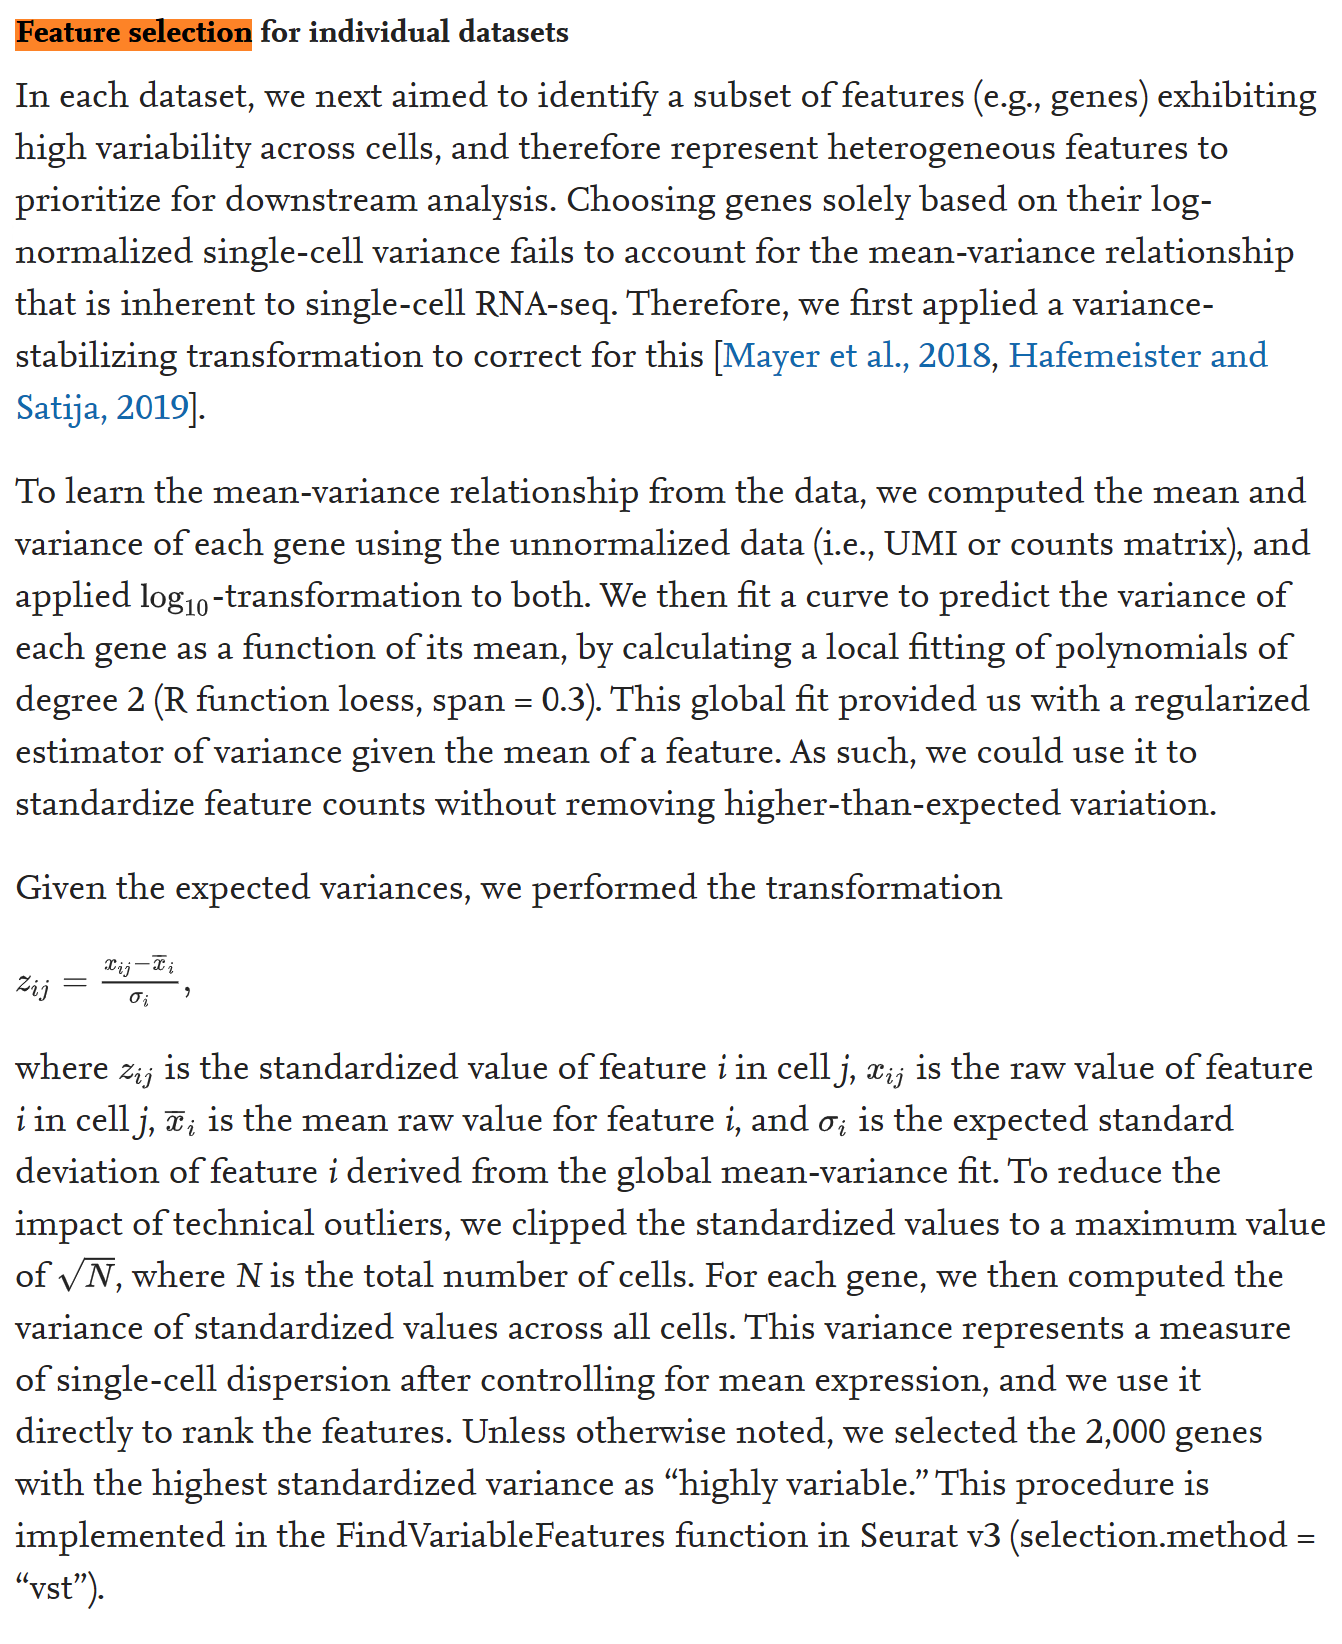 Feature selection for individual datasets
In each dataset, we next aimed to identify a subset of features (e.g., genes) exhibiting
high variability across cells, and therefore represent heterogeneous features to
prioritize for downstream analysis. Choosing genes solely based on their log-
normalized single-cell variance fails to account for the mean-variance relationship
that is inherent to single-cell RNA-seq. Therefore, we first applied a variance-
stabilizing transformation to correct for this [Mayer et al., 2018, Hafemeister and
Satija, 2019].
To learn the mean-variance relationship from the data, we computed the mean and
variance of each gene using the unnormalized data (i.e., UMI or counts matrix), and
applied log₁₀-transformation to both. We then fit a curve to predict the variance of
each gene as a function of its mean, by calculating a local fitting of polynomials of
degree 2 (R function loess, span = 0.3). This global fit provided us with a regularized
estimator of variance given the mean of a feature. As such, we could use it to
standardize feature counts without removing higher-than-expected variation.
Given the expected variances, we performed the transformation
z_{ij} = \frac{x_{ij} - \overline{x}_i}{σ_i},
where z_{ij} is the standardized value of feature i in cell j, x_{ij} is the raw value of feature
i in cell j, \overline{x}_i is the mean raw value for feature i, and σ_i is the expected standard
deviation of feature i derived from the global mean-variance fit. To reduce the
impact of technical outliers, we clipped the standardized values to a maximum value
of √N, where N is the total number of cells. For each gene, we then computed the
variance of standardized values across all cells. This variance represents a measure
of single-cell dispersion after controlling for mean expression, and we use it
directly to rank the features. Unless otherwise noted, we selected the 2,000 genes
with the highest standardized variance as “highly variable.” This procedure is
implemented in the FindVariableFeatures function in Seurat v3 (selection.method =
“vst”).